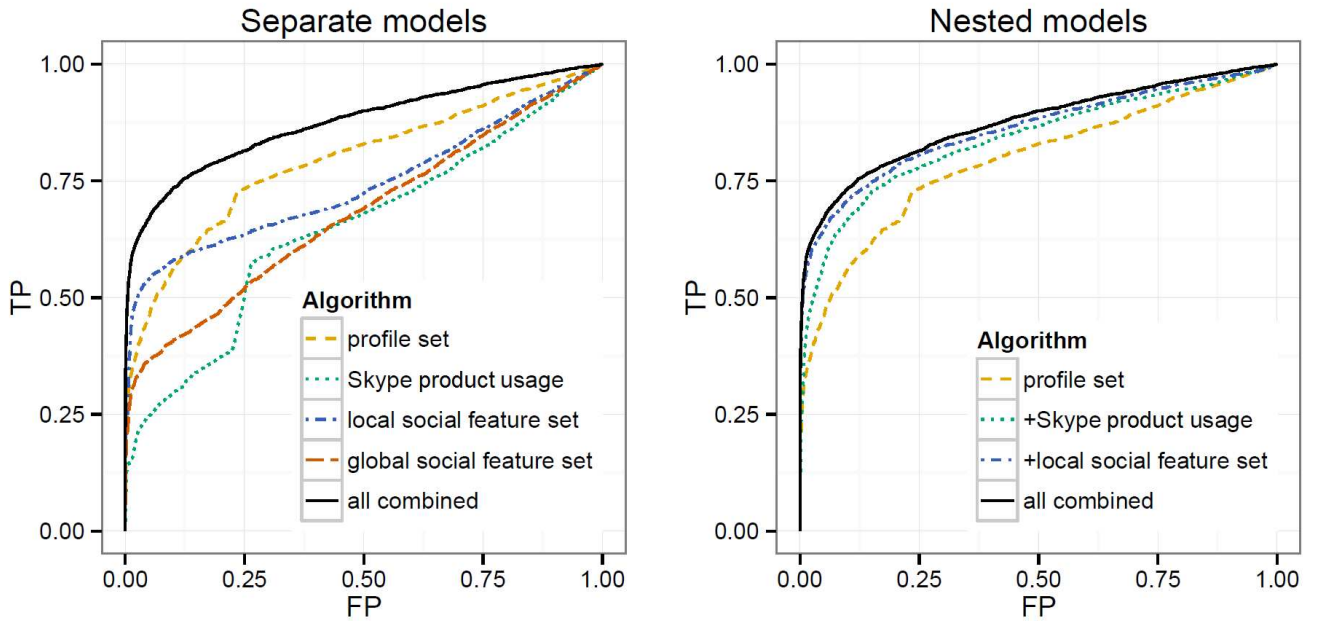 Separate models
TP
1.00
0.75
0.50
0.25
0.00
Algorithm
profile set
Skype product usage
local social feature set
global social feature set
all combined
0.00 0.25 0.50 0.75 1.00
FP
Nested models
TP
1.00
0.75
0.50
0.25
0.00
Algorithm
profile set
+Skype product usage
+local social feature set
all combined
0.00 0.25 0.50 0.75 1.00
FP